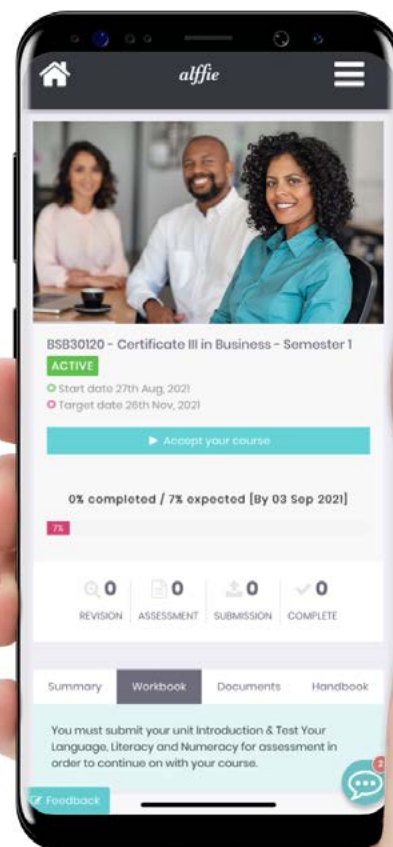 alffie
BSB30120 - Certificate III in Business - Semester 1
ACTIVE
Start date 27th Aug, 2021
Target date 26th Nov, 2021
Accept your course
0% completed / 7% expected [By 03 Sep 2021]
7%
0 0 0 0
REVISION ASSESSMENT SUBMISSION COMPLETE
Summary Workbook Documents Handbook
You must submit your unit Introduction & Test Your
Language, Literacy and Numeracy for assessment in
order to continue on with your course.
2
Feedback